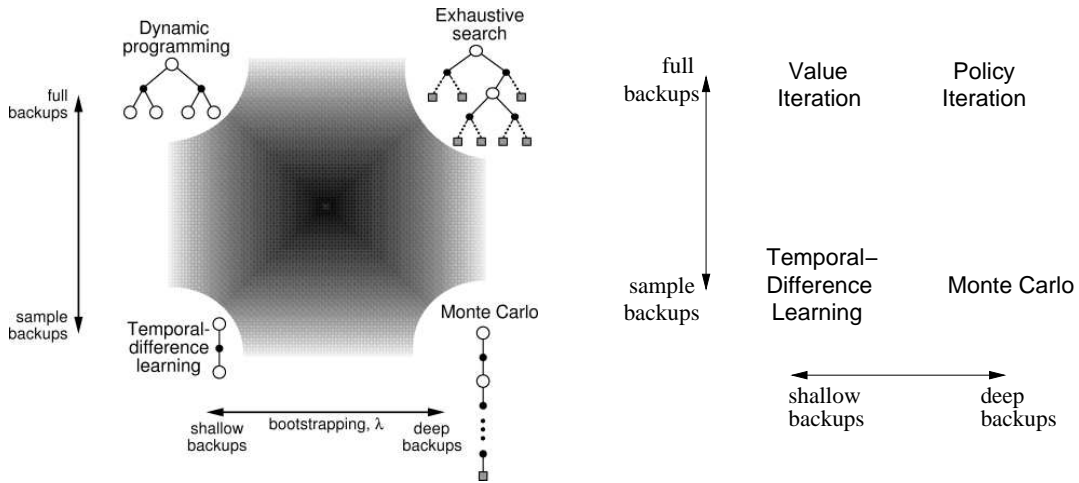 Dynamic
programming
Exhaustive
search
full
backups
sample
backups
Temporal-
difference
learning
Monte Carlo
shallow
backups
bootstrapping, λ
deep
backups
full
backups
Value
Iteration
Policy
Iteration
sample
backups
Temporal–
Difference
Learning
Monte Carlo
shallow
backups
deep
backups